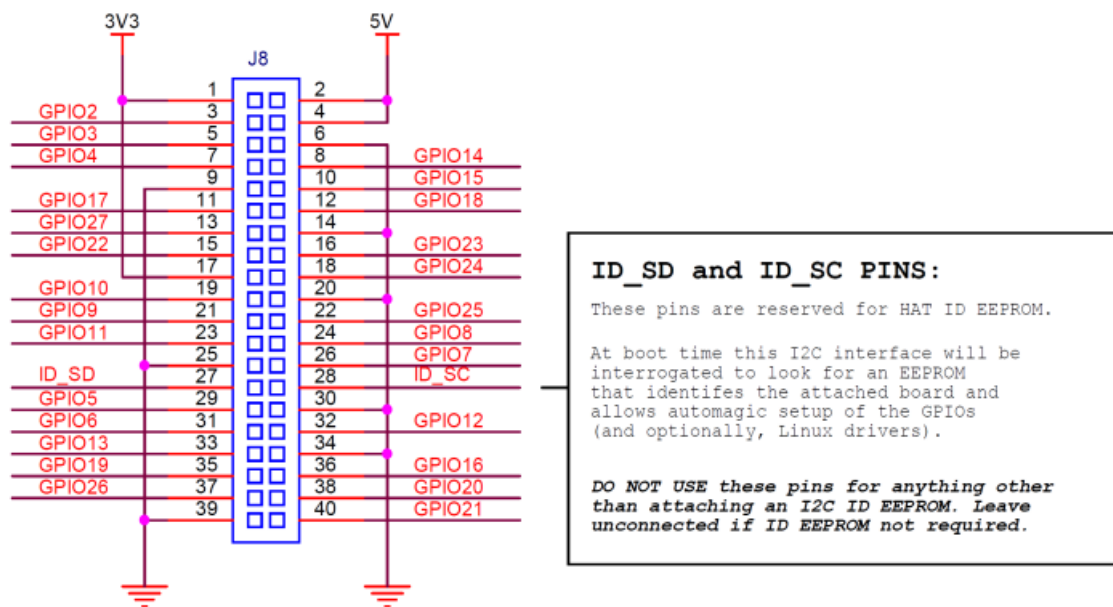 3V3 5V
J8
1 2
GPIO2 3 4
GPIO3 5 6
GPIO4 7 8 GPIO14
9 10 GPIO15
GPIO17 11 12 GPIO18
GPIO27 13 14
GPIO22 15 16 GPIO23
17 18 GPIO24
GPIO10 19 20
GPIO9 21 22 GPIO25
GPIO11 23 24 GPIO8
25 26 GPIO7
ID_SD 27 28 ID_SC
GPIO5 29 30
GPIO6 31 32 GPIO12
GPIO13 33 34
GPIO19 35 36 GPIO16
GPIO26 37 38 GPIO20
39 40 GPIO21
ID_SD and ID_SC PINS:
These pins are reserved for HAT ID EEPROM.
At boot time this I2C interface will be
interrogated to look for an EEPROM
that identifes the attached board and
allows automagic setup of the GPIOs
(and optionally, Linux drivers).
DO NOT USE these pins for anything other
than attaching an I2C ID EEPROM. Leave
unconnected if ID EEPROM not required.